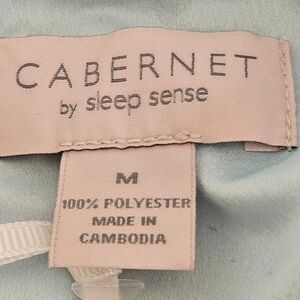 CABERNET
by sleep sense
M
100% POLYESTER
MADE IN
CAMBODIA